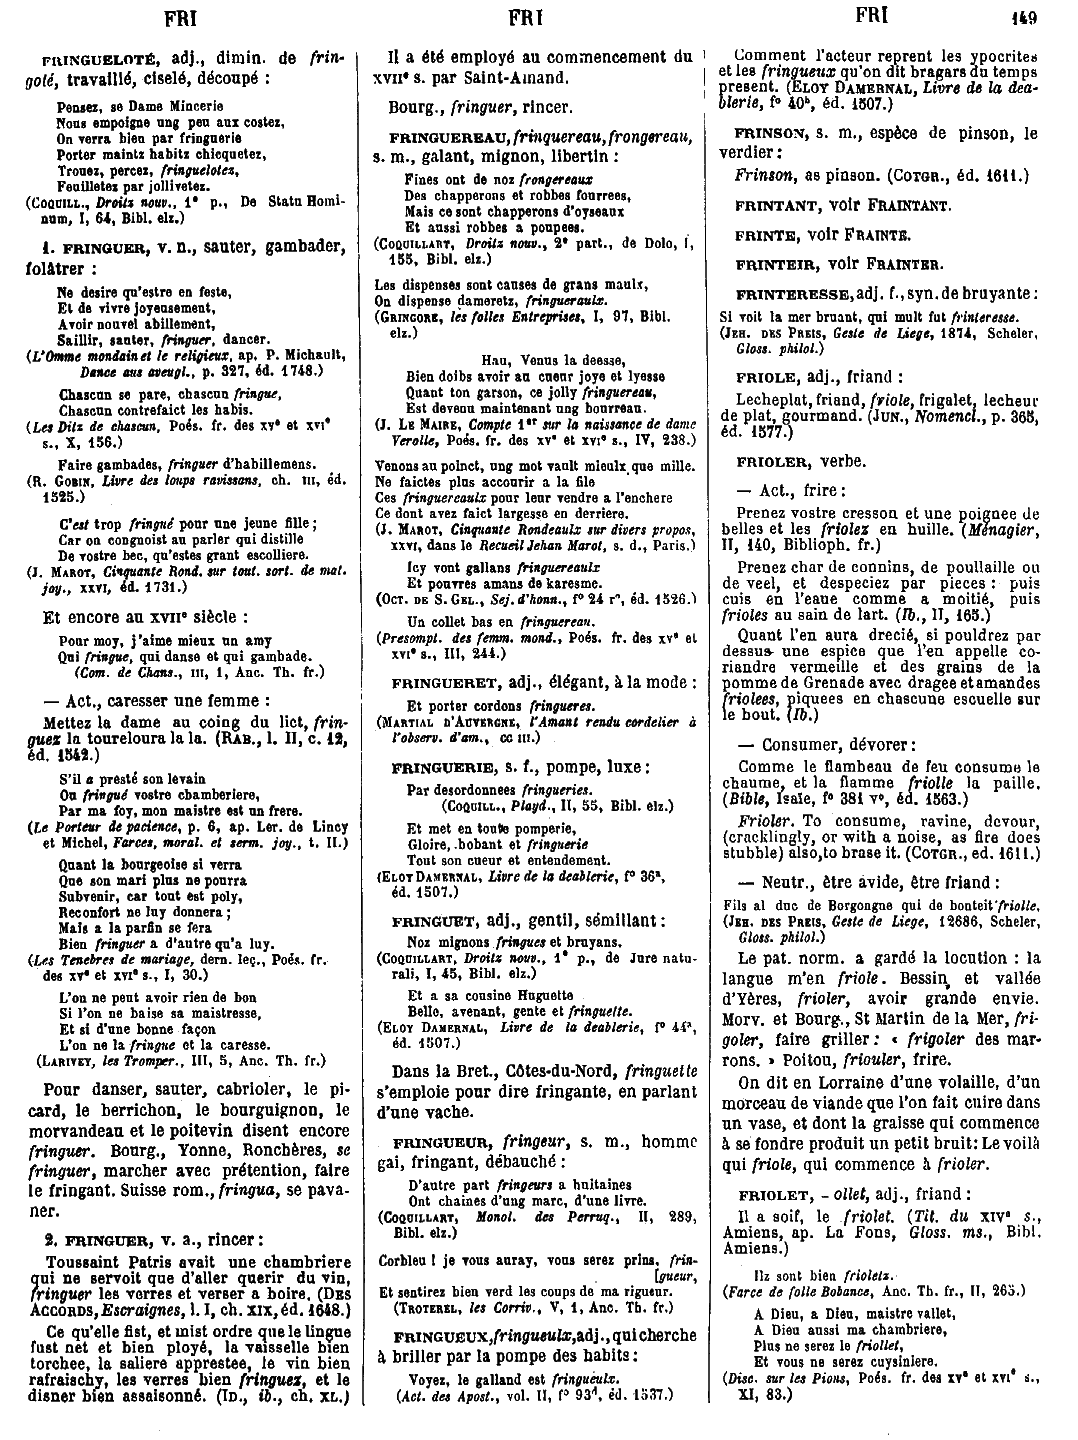 FRI
FRI
FRI
149
FRINGUELOTÉ, adj., dimin. de frin-
goté, travaillé, ciselé, découpé :
Pensez, se Dame Mincerie
Nous empoigne ung peu aux costez,
On verra bien par fringuerie
Porter maintz habitz chicquetez,
Trouez, percez, fringuelotez,
Feuilletez par jollivetez.
(COQUILL., Droitz nouv., 1e p., De Statu Homi-
num, I, 64, Bibl. elz.)
1. FRINGUER, v. n., sauter, gambader,
folâtrer :
Ne desire qu'estre en feste,
Et de vivre joyeusement,
Avoir nouvel abillement,
Saillir, sauter, fringuer, dancer.
(L'Omme mondain et le religieux, ap. P. Michault,
Dance aux aveugl., p. 327, éd. 1748.)
Chascun se pare, chascun fringue,
Chascun contrefaict les habis.
(Les Ditz de chascun, Poés. fr. des xve et xvie
s., X, 156.)
Faire gambades, fringuer d'habillemens.
(R. GOBIN, Livre des loups ravissans, ch. III, éd.
1525.)
C'est trop fringué pour une jeune fille ;
Car on congnoist au parler qui distille
De vostre bec, qu'estes grant escolliere.
(J. MAROT, Cinquante Rond. sur tout. sort. de mat.
joy., XXVI, éd. 1731.)
Et encore au XVIIe siècle :
Pour moy, j'aime mieux un amy
Qui fringue, qui danse et qui gambade.
(Com. de Chans., III, 1, Anc. Th. fr.)
— Act., caresser une femme :
Mettez la dame au coing du lict, frin-
guez la toureloura la la. (RAB., l. II, c. 12,
éd. 1542.)
S'il a presté son levain
Ou fringué vostre chamberiere,
Par ma foy, mon maistre est un frere.
(Le Porteur de pacience, p. 6, ap. Ler. de Lincy
et Michel, Farces, moral. et serm. joy., t. II.)
Quant la bourgeoise si verra
Que son mari plus ne pourra
Subvenir, car tout est poly,
Reconfort ne luy donnera ;
Mais a la parfin se fera
Bien fringuer a d'autre qu'a luy.
(Les Tenebres de mariage, dern. leç., Poés. fr.
des xve et xvie s., I, 30.)
L'on ne peut avoir rien de bon
Si l'on ne baise sa maistresse,
Et si d'une bonne façon
L'on ne la fringue et la caresse.
(LARIVEY, les Tromper., III, 5, Anc. Th. fr.)
Pour danser, sauter, cabrioler, le pi-
card, le berrichon, le bourguignon, le
morvandeau et le poitevin disent encore
fringuer. Bourg., Yonne, Ronchères, se
fringuer, marcher avec prétention, faire
le fringant. Suisse rom., fringua, se pava-
ner.
2. FRINGUER, v. a., rincer :
Toussaint Patris avait une chambriere
qui ne servoit que d'aller querir du vin,
fringuer les verres et verser a boire. (DES
ACCORDS, Escraignes, l. I, ch. XIX, éd. 1648.)
Ce qu'elle fist, et mist ordre que le lingue
fust net et bien ployé, la vaisselle bien
torchee, la saliere apprestee, le vin bien
rafraischy, les verres bien fringuez, et le
disner bien assaisonné. (ID., ib., ch. XL.)
Il a été employé au commencement du
XVIIe s. par Saint-Amand.
Bourg., fringuer, rincer.
FRINGUEREAU, frinquereau, frongereau,
s. m., galant, mignon, libertin :
Fines ont de noz frongereaux
Des chapperons et robbes fourrees,
Mais ce sont chapperons d'oyseaux
Et aussi robbes a poupees.
(COQUILLART, Droitz nouv., 2e part., de Dolo, I,
155, Bibl. elz.)
Les dispenses sont causes de grans maulx,
On dispense dameretz, fringueraulx.
(GRINGORE, les folles Entreprises, I, 97, Bibl.
elz.)
Hau, Venus la deesse,
Bien doibs avoir au cueur joye et lyesse
Quant ton garson, ce jolly fringuereau,
Est devenu maintenant ung bourreau.
(J. LE MAIRE, Compte 1er sur la naissance de dame
Verolle, Poés. fr. des xve et xvie s., IV, 238.)
Venons au poinct, ung mot vault mieulx que mille.
Ne faictes plus accourir a la file
Ces fringuereaulx pour leur vendre a l'enchere
Ce dont avez faict largesse en derriere.
(J. MAROT, Cinquante Rondeaulx sur divers propos,
XXVI, dans le Recueil Jehan Marot, s. d., Paris.)
Icy vont gallans fringuereaulx
Et pouvres amans de karesme.
(OCT. DE S. GEL., Sej. d'honn., f° 24 r°, éd. 1526.)
Un collet bas en fringuereau.
(Presompt. des femm. mond., Poés. fr. des xve et
xvie s., III, 244.)
FRINGUERET, adj., élégant, à la mode :
Et porter cordons fringueres.
(MARTIAL D'AUVERGNE, l'Amant rendu cordelier à
l'observ. d'am., CC III.)
FRINGUERIE, s. f., pompe, luxe :
Par desordonnees fringueries.
(COQUILL., Playd., II, 55, Bibl. elz.)
Et met en toute pomperie,
Gloire, bobant et fringuerie
Tout son cueur et entendement.
(ELOY DAMERNAL, Livre de la deablerie, f° 36a,
éd. 1507.)
FRINGUET, adj., gentil, sémillant :
Noz mignons fringues et bruyans.
(COQUILLART, Droitz nouv., 1e p., de Jure natu-
rali, I, 45, Bibl. elz.)
Et a sa cousine Huguette
Belle, avenant, gente et fringuette.
(ELOY DAMERNAL, Livre de la deablerie, f° 44a,
éd. 1507.)
Dans la Bret., Côtes-du-Nord, fringuette
s'emploie pour dire fringante, en parlant
d'une vache.
FRINGUEUR, fringeur, s. m., homme
gai, fringant, débauché :
D'autre part fringeurs a huitaines
Ont chaines d'ung marc, d'une livre.
(COQUILLART, Monol. des Perruq., II, 289,
Bibl. elz.)
Corbleu ! je vous auray, vous serez prins, frin-
[gueur,
Et sentirez bien verd les coups de ma rigueur.
(TROTEREL, les Corriv., V, 1, Anc. Th. fr.)
FRINGUEUX, fringueulx, adj., qui cherche
à briller par la pompe des habits :
Voyez, le galland est fringueulx.
(Act. des Apost., vol. II, f° 93d, éd. 1537.)
Comment l'acteur reprent les ypocrites
et les fringueux qu'on dit bragars du temps
present. (ELOY DAMERNAL, Livre de la dea-
blerie, f° 40b, éd. 1507.)
FRINSON, s. m., espèce de pinson, le
verdier :
Frinson, as pinson. (COTGR., éd. 1611.)
FRINTANT, voir FRAINTANT.
FRINTE, voir FRAINTE.
FRINTEIR, voir FRAINTER.
FRINTERESSE, adj. f., syn. de bruyante :
Si voit la mer bruant, qui mult fut frinteresse.
(JEH. DES PREIS, Geste de Liege, 1874, Scheler,
Gloss. philol.)
FRIOLE, adj., friand :
Lecheplat, friand, friole, frigalet, lecheur
de plat, gourmand. (JUN., Nomencl., p. 365,
éd. 1577.)
FRIOLER, verbe.
— Act., frire :
Prenez vostre cresson et une poignee de
belles et les friolez en huille. (Ménagier,
II, 140, Biblioph. fr.)
Prenez char de connins, de poullaille ou
de veel, et despeciez par pieces : puis
cuis en l'eaue comme a moitié, puis
frioles au sain de lart. (Ib., II, 165.)
Quant l'en aura drecié, si pouldrez par
dessus une espice que l'en appelle co-
riandre vermeille et des grains de la
pomme de Grenade avec dragee et amandes
friolees, piquees en chascune escuelle sur
le bout. (Ib.)
— Consumer, dévorer :
Comme le flambeau de feu consume le
chaume, et la flamme friolle la paille.
(Bible, Isaïe, f° 381 v°, éd. 1563.)
Frioler. To consume, ravine, devour,
(cracklingly, or with a noise, as fire does
stubble) also, to brase it. (COTGR., ed. 1611.)
— Neutr., être avide, être friand :
Fils al duc de Borgongne qui de bonteit friolle.
(JEH. DES PREIS, Geste de Liege, 12686, Scheler,
Gloss. philol.)
Le pat. norm. a gardé la locution : la
langue m'en friole. Bessin, et vallée
d'Yères, frioler, avoir grande envie.
Morv. et Bourg., St Martin de la Mer, fri-
goler, faire griller : « frigoler des mar-
rons. » Poitou, friouler, frire.
On dit en Lorraine d'une volaille, d'un
morceau de viande que l'on fait cuire dans
un vase, et dont la graisse qui commence
à se fondre produit un petit bruit: Le voilà
qui friole, qui commence à frioler.
FRIOLET, - ollet, adj., friand :
Il a soif, le friolet. (Tit. du XIVe s.,
Amiens, ap. La Fons, Gloss. ms., Bibl.
Amiens.)
Ilz sont bien frioletz.
(Farce de folle Bobance, Anc. Th. fr., II, 265.)
A Dieu, a Dieu, maistre vallet,
A Dieu aussi ma chambriere,
Plus ne serez le friollet,
Et vous ne serez cuysiniere.
(Disc. sur les Pions, Poés. fr. des xve et xvie s.,
XI, 83.)